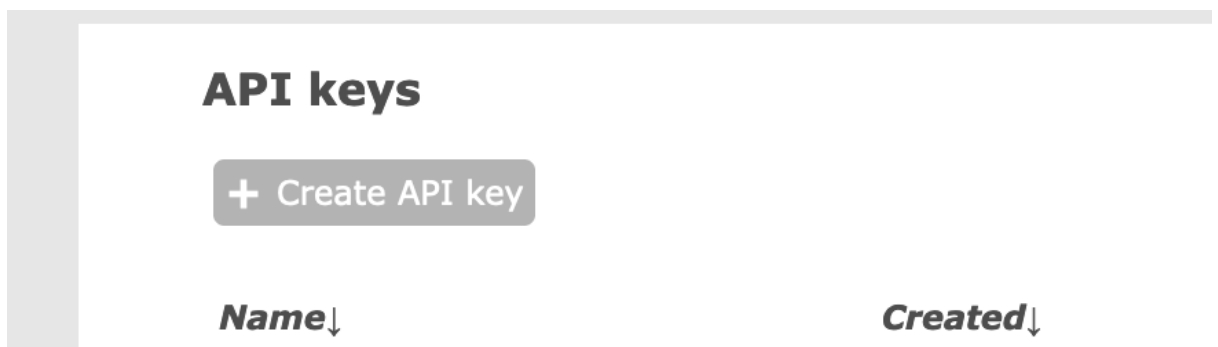 API keys
+ Create API key
Name↓ Created↓